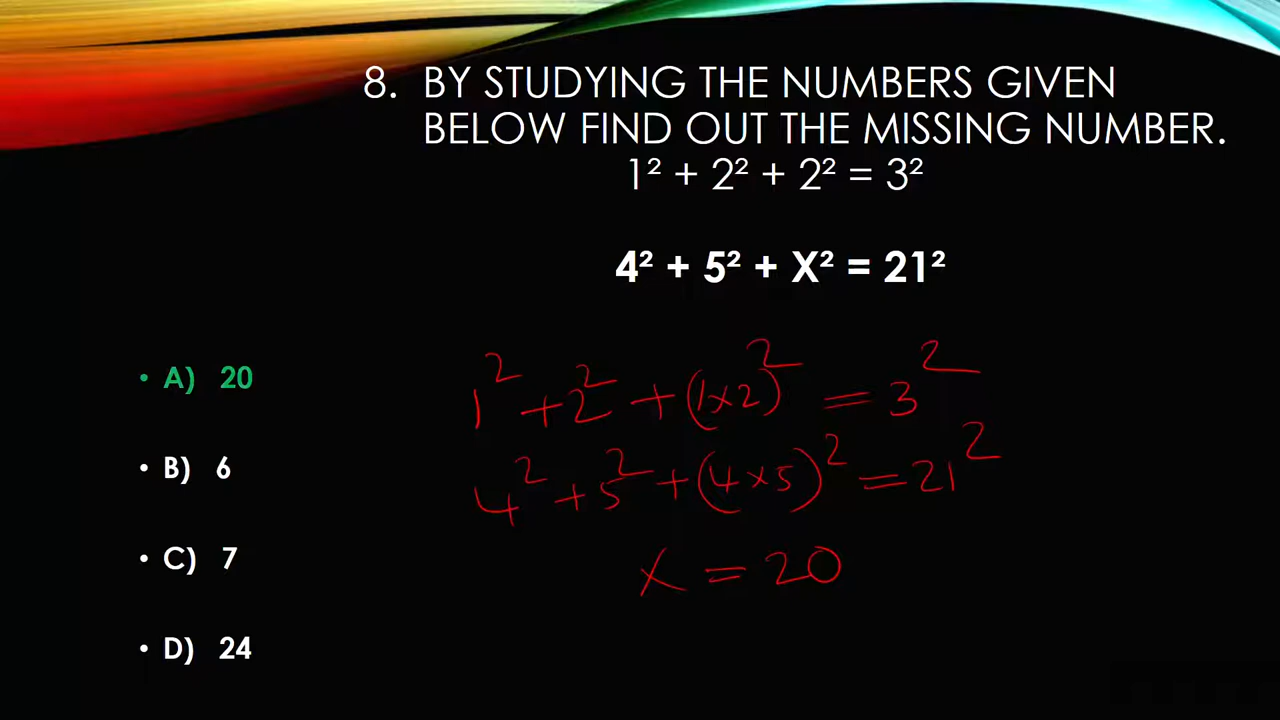 8. BY STUDYING THE NUMBERS GIVEN
BELOW FIND OUT THE MISSING NUMBER.
1² + 2² + 2² = 3²
4² + 5² + X² = 21²
• A) 20
• B) 6
• C) 7
• D) 24
1² + 2² + (1×2)² = 3²
4² + 5² + (4×5)² = 21²
x = 20